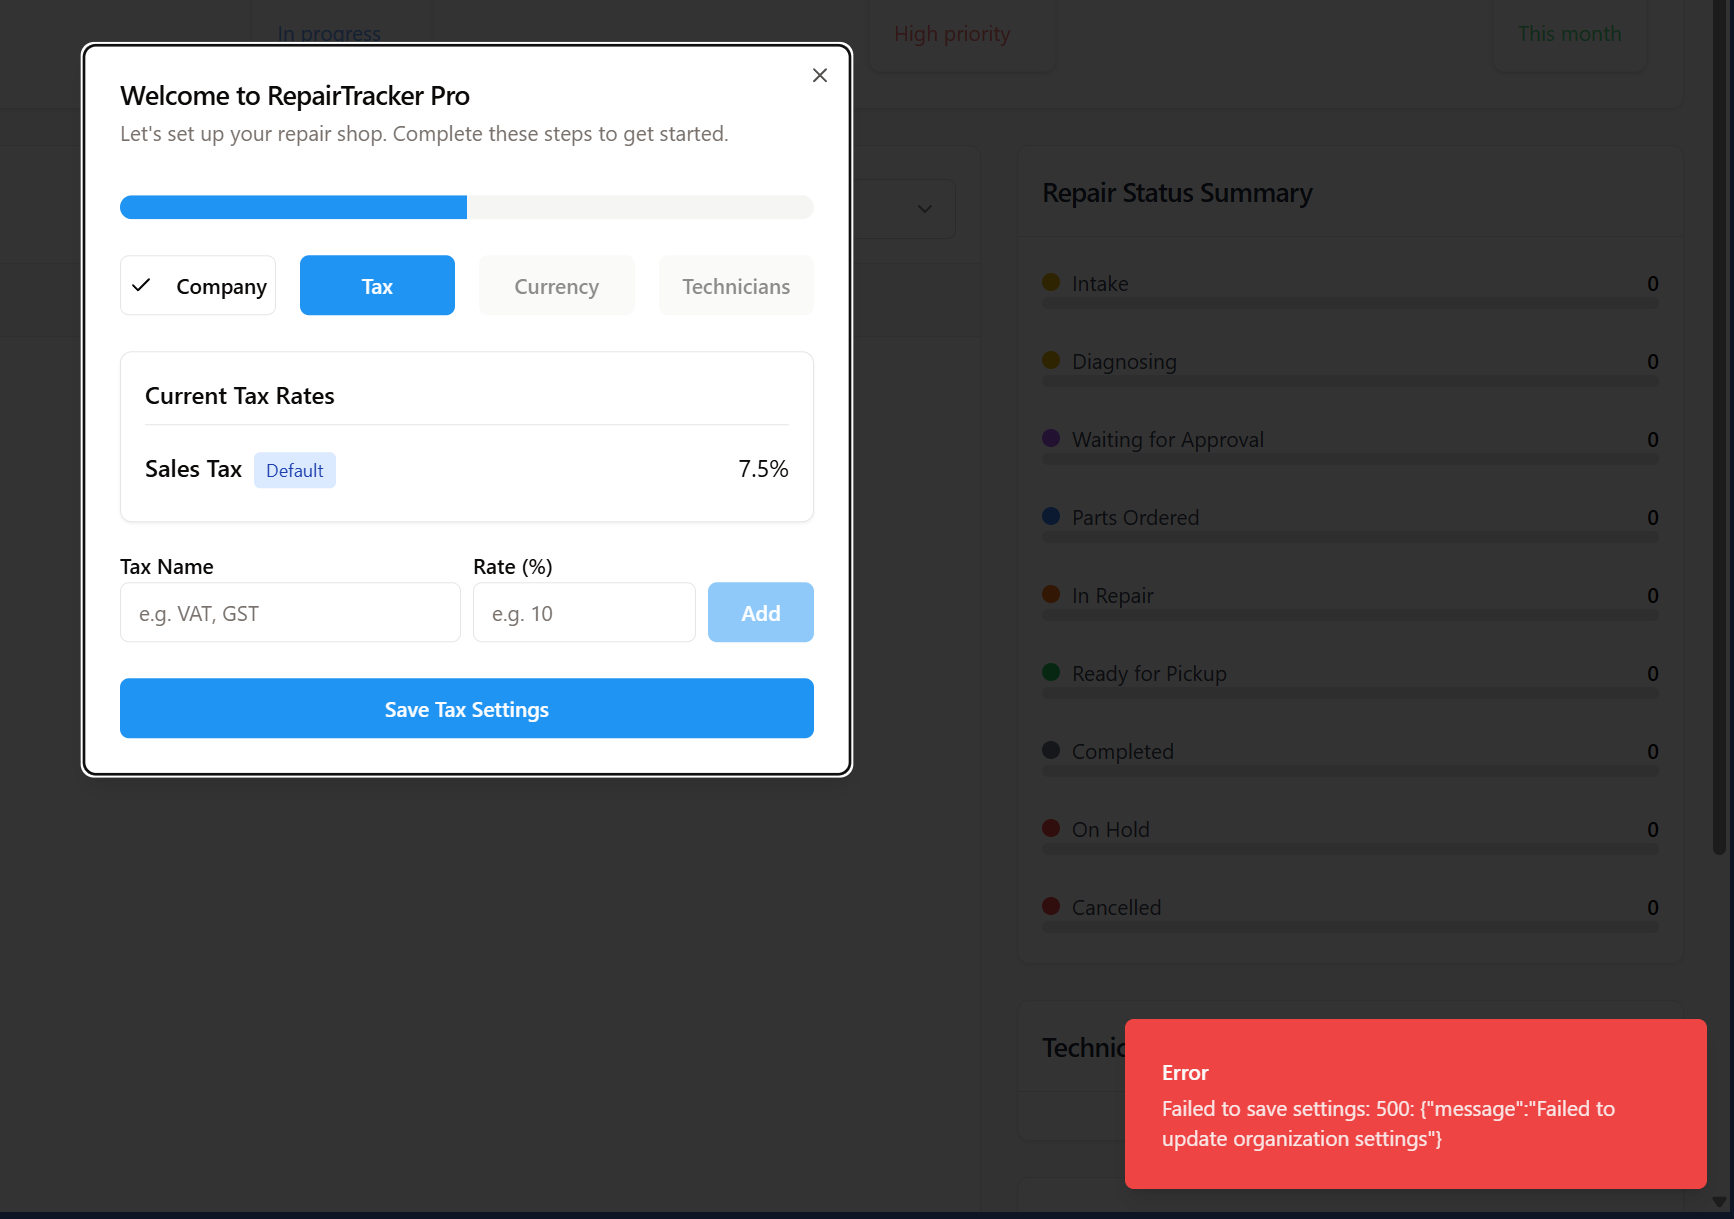 In progress
High priority
This month
Welcome to RepairTracker Pro
Let's set up your repair shop. Complete these steps to get started.
Company
Tax
Currency
Technicians
Current Tax Rates
Sales Tax
Default
7.5%
Tax Name
Rate (%)
e.g. VAT, GST
e.g. 10
Add
Save Tax Settings
Repair Status Summary
Intake
0
Diagnosing
0
Waiting for Approval
0
Parts Ordered
0
In Repair
0
Ready for Pickup
0
Completed
0
On Hold
0
Cancelled
0
Technic
Error
Failed to save settings: 500: {"message":"Failed to
update organization settings"}